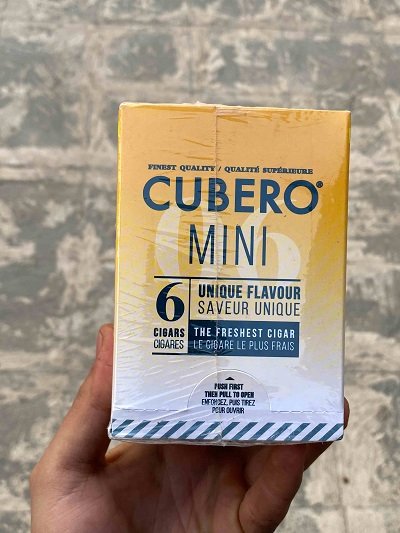 FINEST QUALITY / QUALITÉ SUPÉRIEURE
CUBERO®
MINI
6
CIGARS
CIGARES
UNIQUE FLAVOUR
SAVEUR UNIQUE
THE FRESHEST CIGAR
LE CIGARE LE PLUS FRAIS
PUSH FIRST
THEN PULL TO OPEN
ENFONCEZ, PUIS TIREZ
POUR OUVRIR